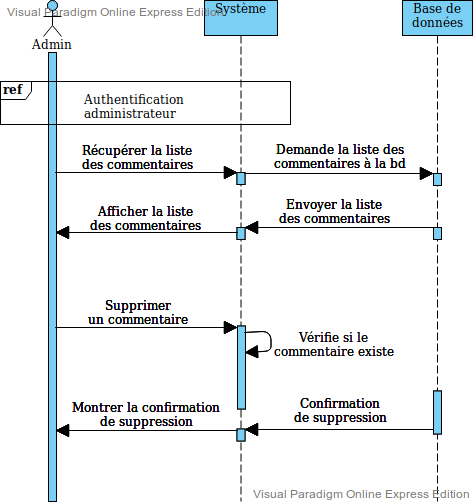 Visual Paradigm Online Express Edition
Système
Base de
données
Admin
ref
Authentification
administrateur
Récupérer la liste
des commentaires
Demande la liste des
commentaires à la bd
Envoyer la liste
des commentaires
Afficher la liste
des commentaires
Supprimer
un commentaire
Vérifie si le
commentaire existe
Confirmation
de suppression
Montrer la confirmation
de suppression
Visual Paradigm Online Express Edition